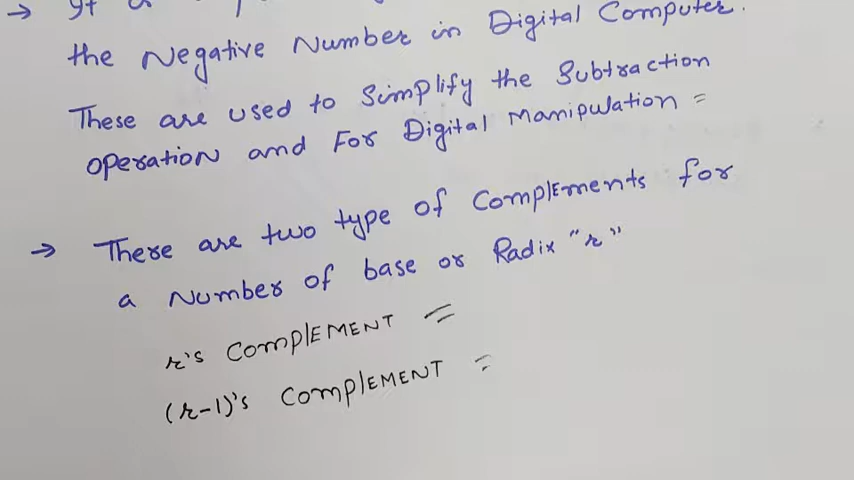 the Negative Number in Digital Computer.
These are used to Simplify the Subtraction
operation and For Digital Manipulation =
→ There are two type of Complements for
a Number of base or Radix "r"
r's COMPLEMENT =
(r-1)'s COMPLEMENT =